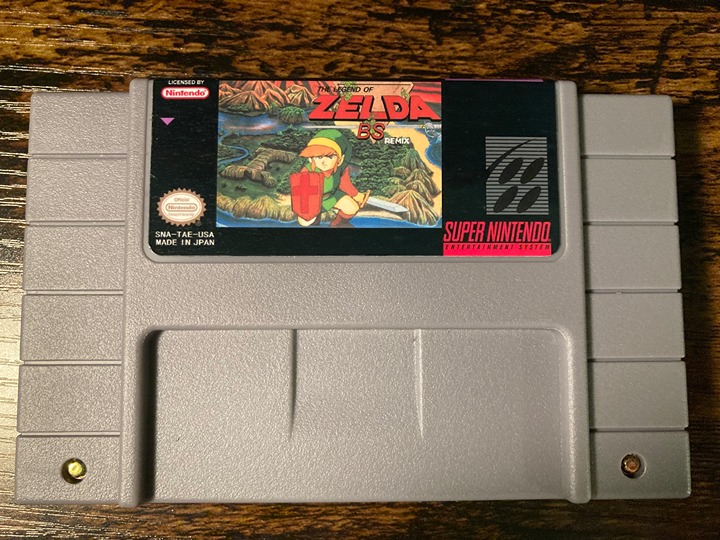 LICENSED BY
Nintendo
THE LEGEND OF
ZELDA
BS
REMIX
Official
Nintendo
SNA-TAE-USA
MADE IN JAPAN
SUPER NINTENDO
ENTERTAINMENT SYSTEM